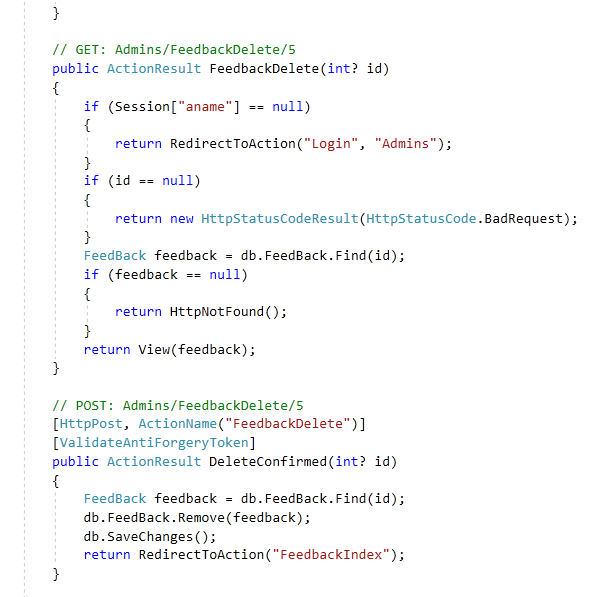 }
// GET: Admins/FeedbackDelete/5
public ActionResult FeedbackDelete(int? id)
{
if (Session["aname"] == null)
{
return RedirectToAction("Login", "Admins");
}
if (id == null)
{
return new HttpStatusCodeResult(HttpStatusCode.BadRequest);
}
FeedBack feedback = db.FeedBack.Find(id);
if (feedback == null)
{
return HttpNotFound();
}
return View(feedback);
}
// POST: Admins/FeedbackDelete/5
[HttpPost, ActionName("FeedbackDelete")]
[ValidateAntiForgeryToken]
public ActionResult DeleteConfirmed(int? id)
{
FeedBack feedback = db.FeedBack.Find(id);
db.FeedBack.Remove(feedback);
db.SaveChanges();
return RedirectToAction("FeedbackIndex");
}